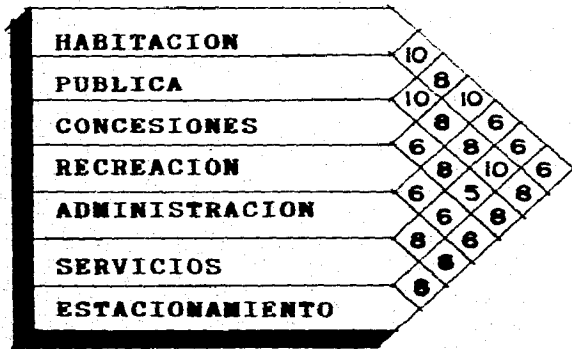 HABITACION
10
8
PUBLICA
10 10
8 6
CONCESIONES
6 8 6
RECREACION
8 10 6
6 5 8
ADMINISTRACION
6 8
8 6
SERVICIOS
8
ESTACIONAMIENTO